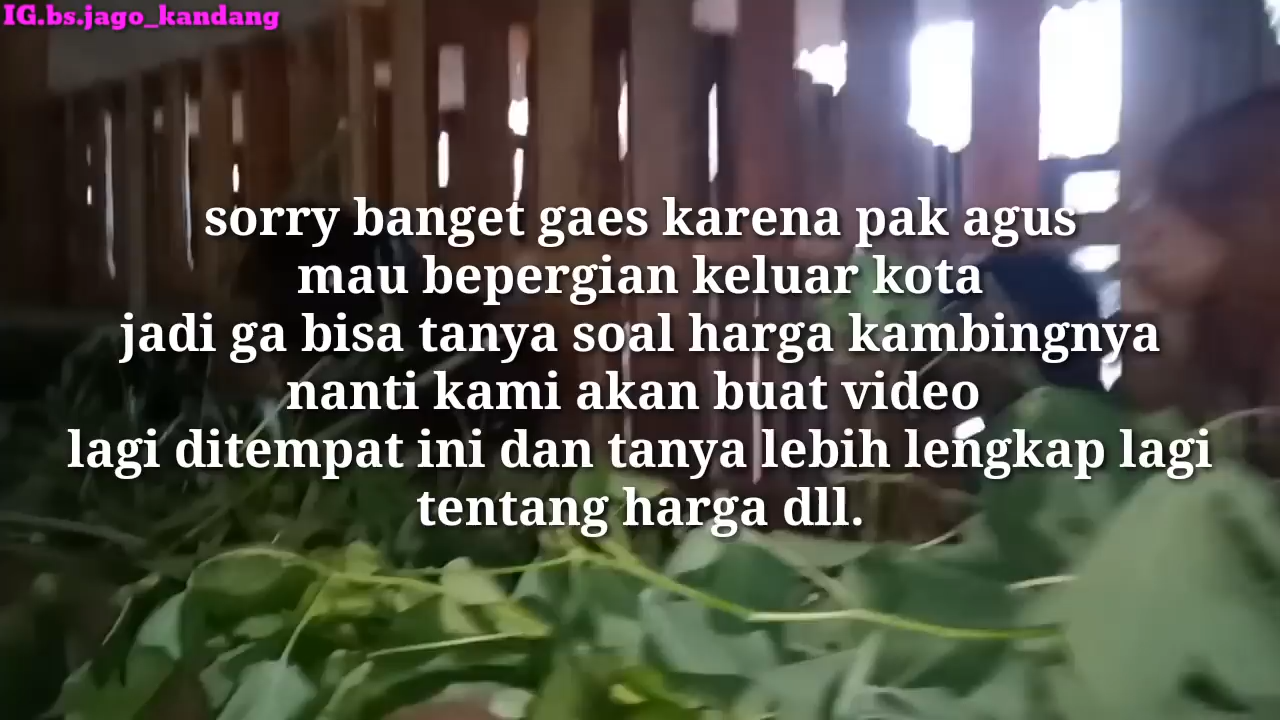 IG.bs.jago_kandang
sorry banget gaes karena pak agus
mau bepergian keluar kota
jadi ga bisa tanya soal harga kambingnya
nanti kami akan buat video
lagi ditempat ini dan tanya lebih lengkap lagi
tentang harga dll.